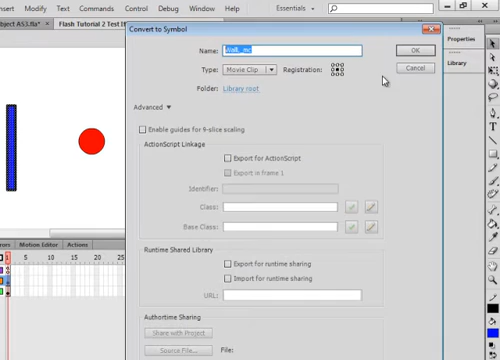 nsert Modify Text Commands Control Debug Window Help
Essentials
bject AS3.fla* × Flash Tutorial 2 Test
Convert to Symbol
Name: Wall_mc
OK
Type: Movie Clip Registration:
Cancel
Folder: Library root
Advanced
Enable guides for 9-slice scaling
ActionScript Linkage
Export for ActionScript
Export in frame 1
Identifier:
Class:
Base Class:
Runtime Shared Library
Export for runtime sharing
Import for runtime sharing
URL:
Authortime Sharing
Share with Project
Source File... File:
Properties
Library
rors Motion Editor Actions
1 5 10 15 20 25